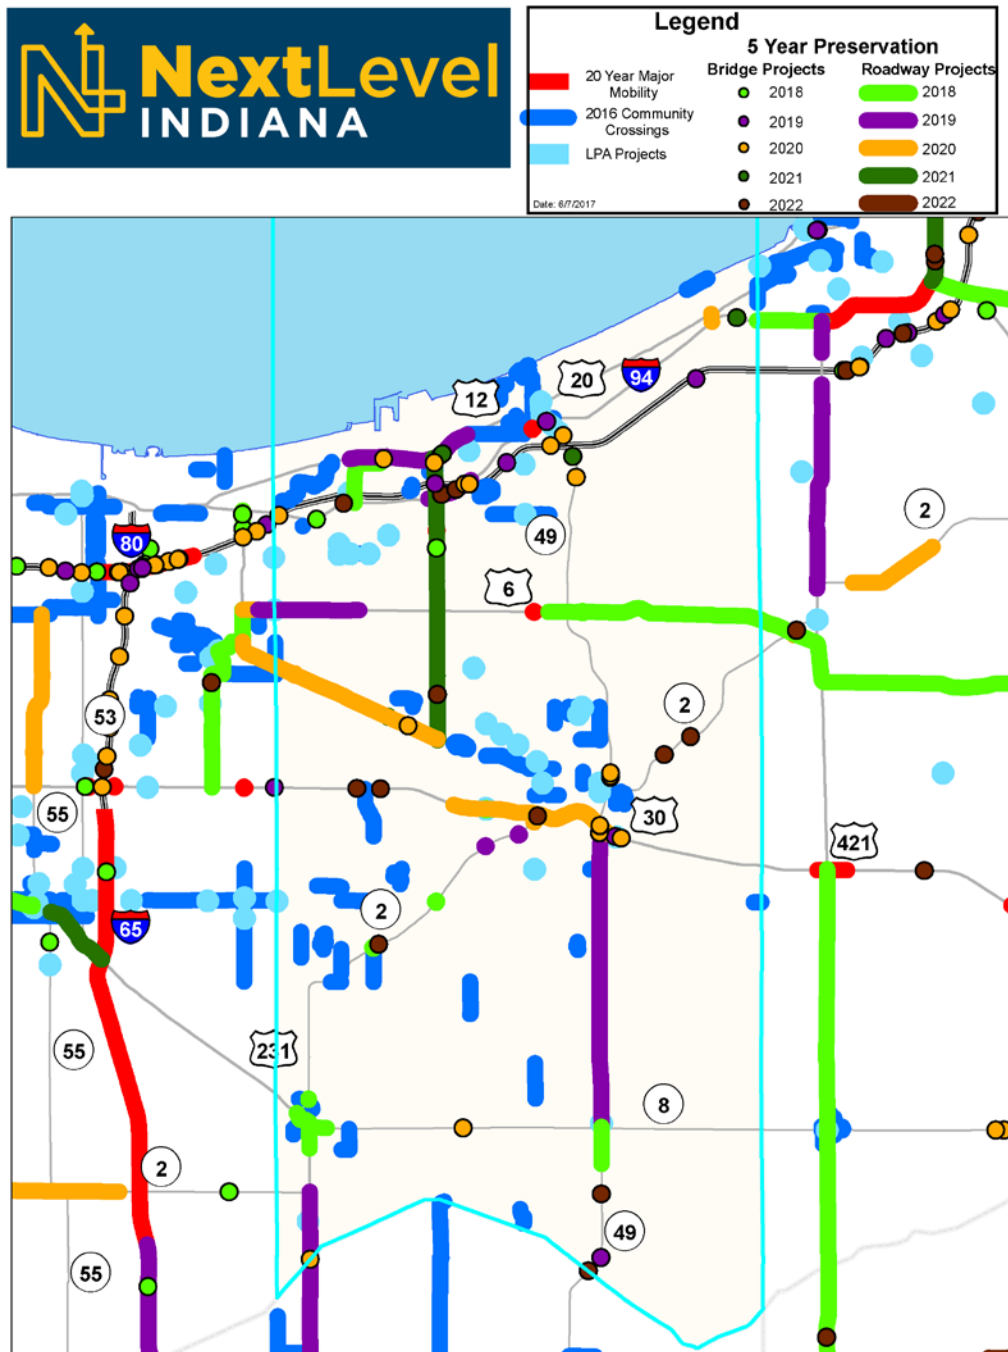 NextLevel
INDIANA
Legend
5 Year Preservation
Bridge Projects
Roadway Projects
20 Year Major
Mobility
2016 Community
Crossings
LPA Projects
2018
2019
2020
2021
2022
2018
2019
2020
2021
2022
Date: 6/7/2017
12
20
94
80
49
2
6
53
2
55
30
421
2
65
55
231
8
2
49
55